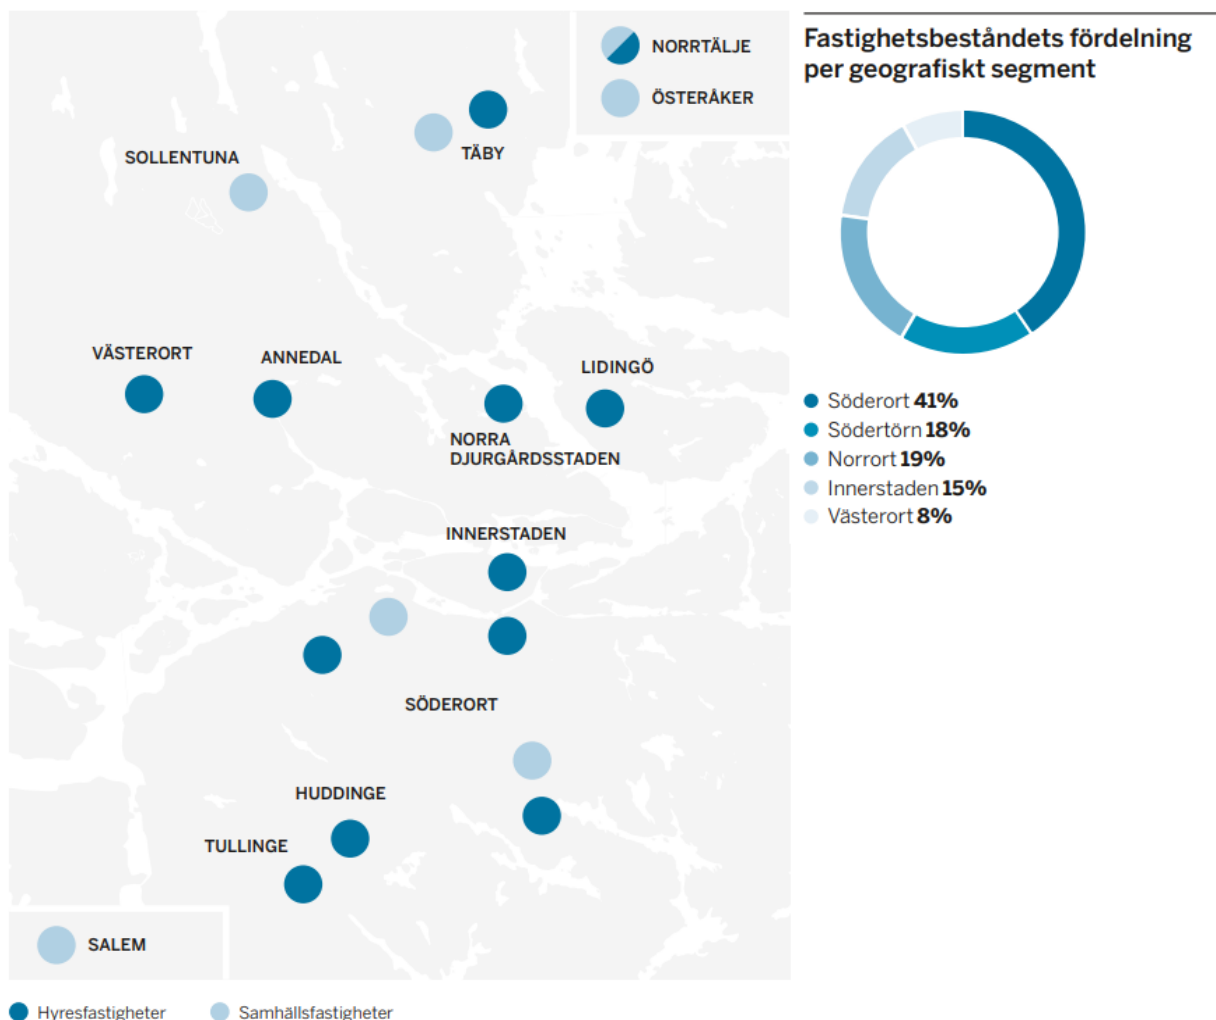 NORRTÄLJE
ÖSTERÅKER
TÄBY
SOLLENTUNA
VÄSTERORT
ANNEDAL
LIDINGÖ
NORRA
DJURGÅRDSSTADEN
INNERSTADEN
SÖDERORT
HUDDINGE
TULLINGE
SALEM
Hyresfastigheter
Samhällsfastigheter
Fastighetsbeståndets fördelning
per geografiskt segment
Söderort 41%
Södertörn 18%
Norrort 19%
Innerstaden 15%
Västerort 8%